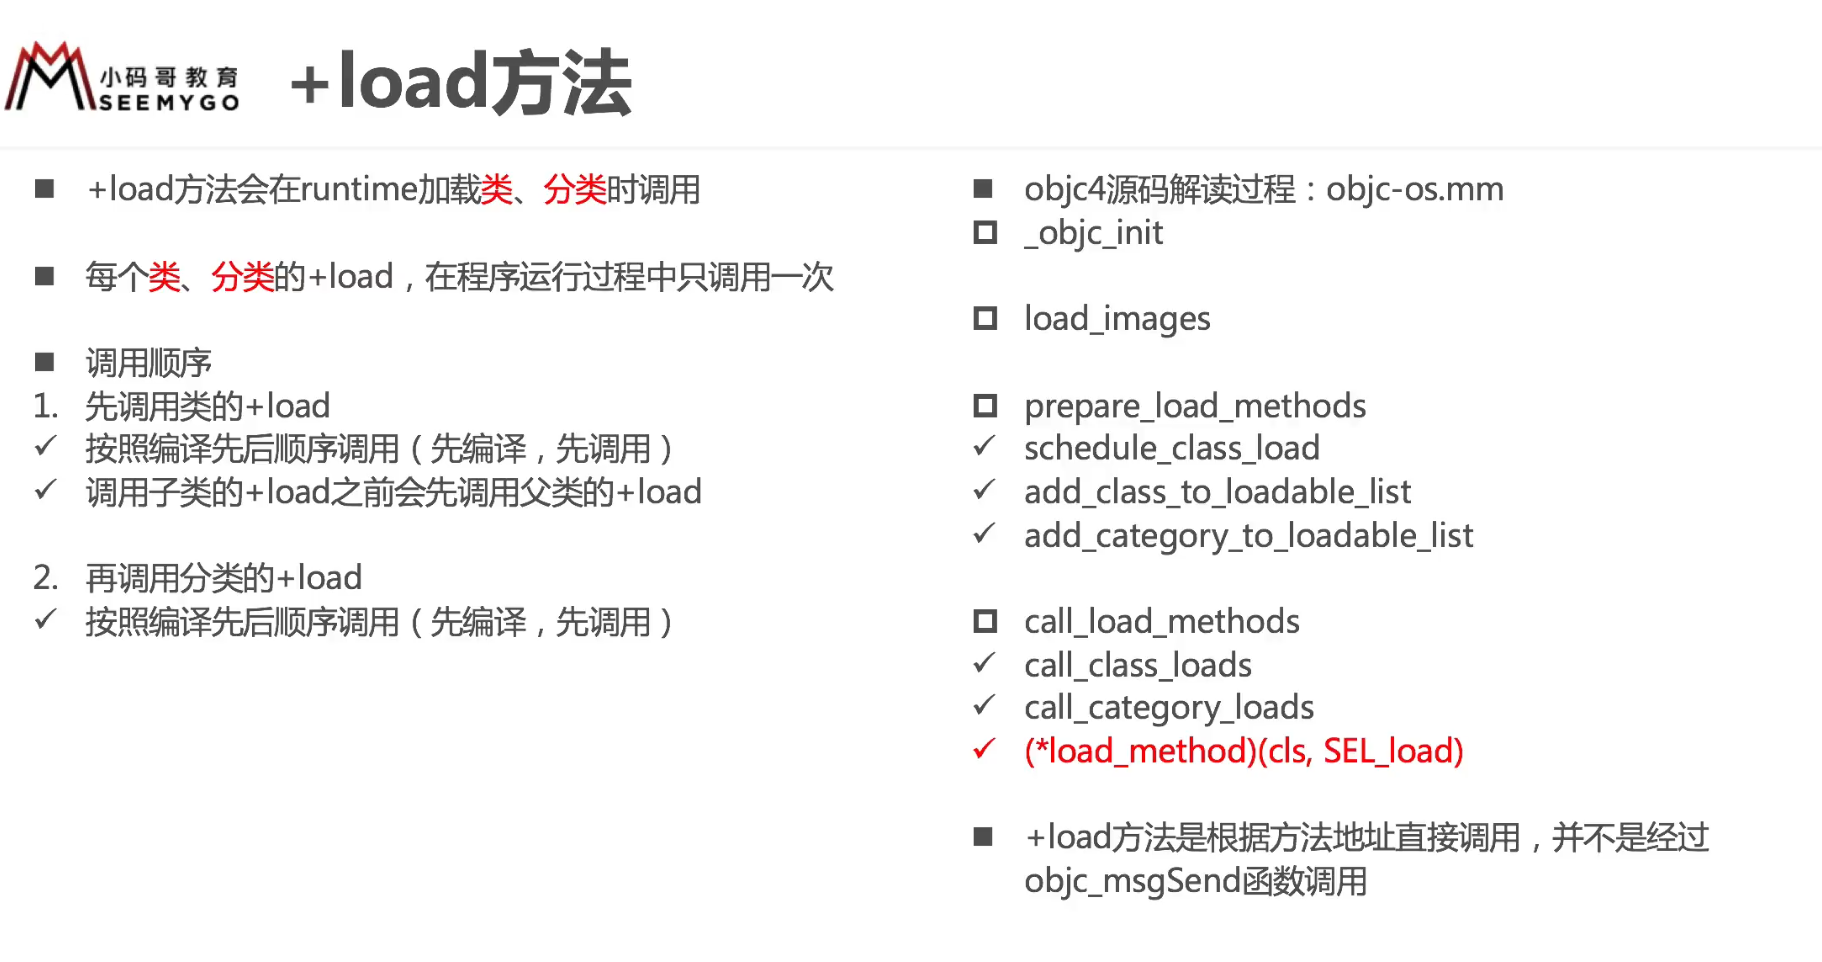 小码哥教育
SEEMYGO
+load方法
■ +load方法会在runtime加载类、分类时调用
■ 每个类、分类的+load，在程序运行过程中只调用一次
■ 调用顺序
1. 先调用类的+load
✓ 按照编译先后顺序调用（先编译，先调用）
✓ 调用子类的+load之前会先调用父类的+load
2. 再调用分类的+load
✓ 按照编译先后顺序调用（先编译，先调用）
■ objc4源码解读过程：objc-os.mm
□ _objc_init
□ load_images
□ prepare_load_methods
✓ schedule_class_load
✓ add_class_to_loadable_list
✓ add_category_to_loadable_list
□ call_load_methods
✓ call_class_loads
✓ call_category_loads
✓ (*load_method)(cls, SEL_load)
■ +load方法是根据方法地址直接调用，并不是经过
objc_msgSend函数调用